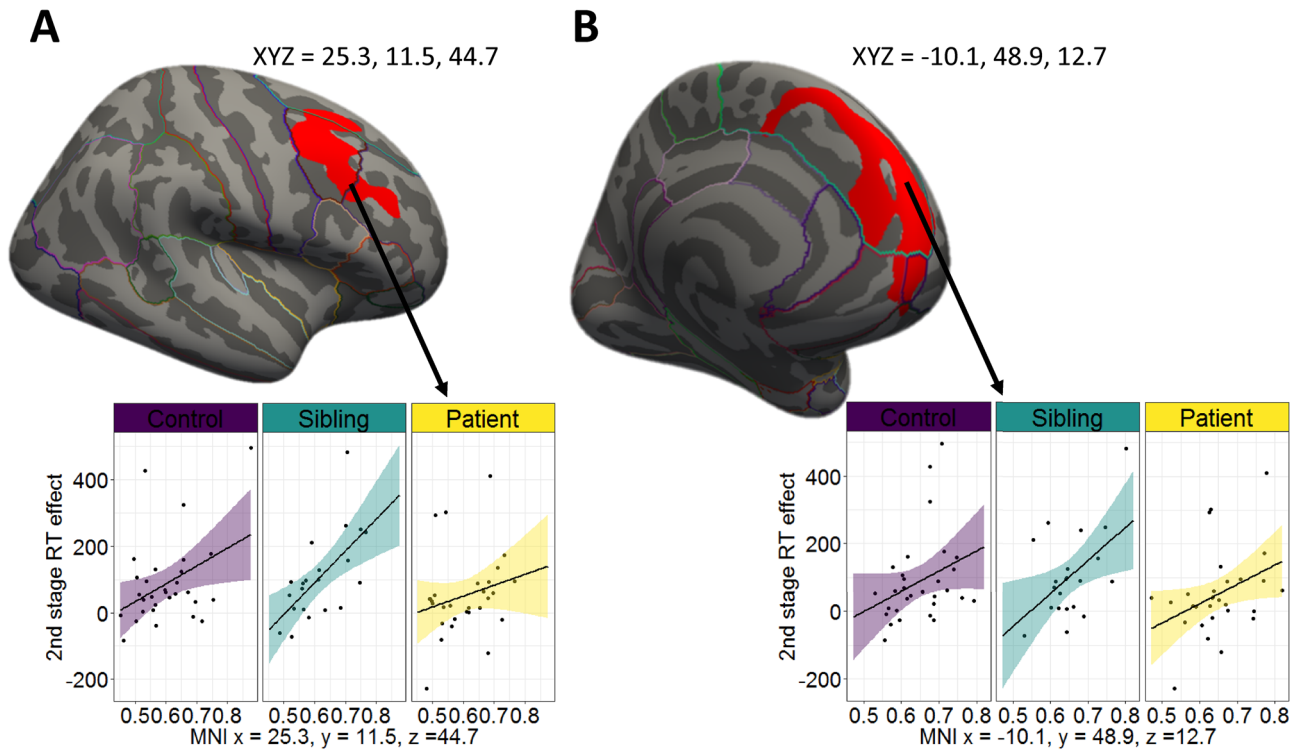 A
XYZ = 25.3, 11.5, 44.7
B
XYZ = -10.1, 48.9, 12.7
Control
Sibling
Patient
2nd stage RT effect
400
200
0
-200
0.50.60.70.8
0.50.60.70.8
0.50.60.70.8
MNI x = 25.3, y = 11.5, z =44.7
Control
Sibling
Patient
2nd stage RT effect
400
200
0
-200
0.5 0.6 0.7 0.8
0.5 0.6 0.7 0.8
0.5 0.6 0.7 0.8
MNI x = -10.1, y = 48.9, z =12.7